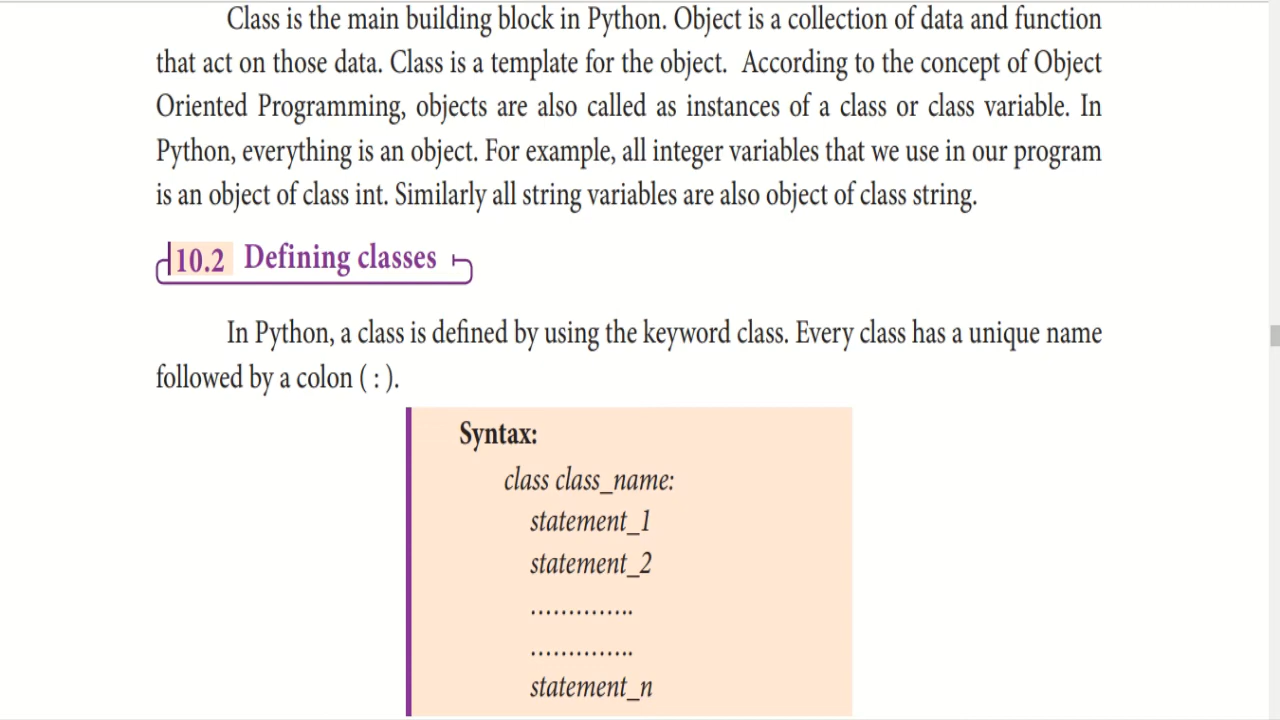 Class is the main building block in Python. Object is a collection of data and function
that act on those data. Class is a template for the object.  According to the concept of Object
Oriented Programming, objects are also called as instances of a class or class variable. In
Python, everything is an object. For example, all integer variables that we use in our program
is an object of class int. Similarly all string variables are also object of class string.
10.2 Defining classes
In Python, a class is defined by using the keyword class. Every class has a unique name
followed by a colon ( : ).
Syntax:
class class_name:
statement_1
statement_2
..............
..............
statement_n